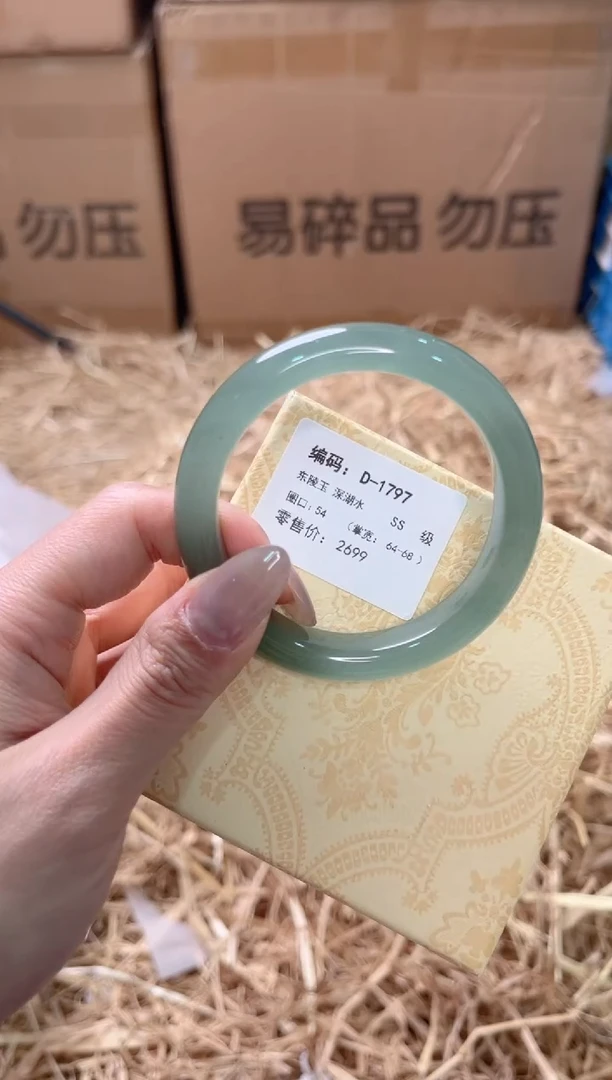 勿压
易碎品 勿压
编码：D-1797
东陵玉 深湖水
SS 级
圈口：54 （掌宽：64-68）
零售价：2699